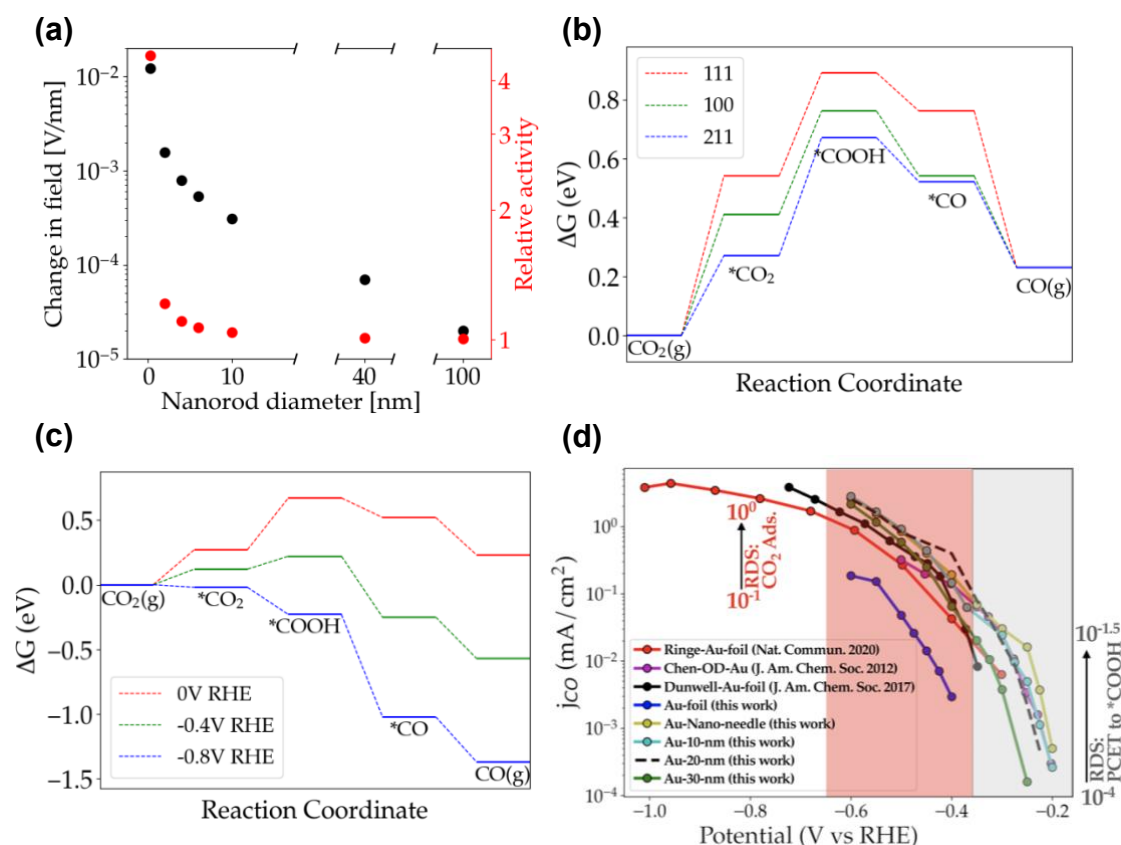 (a)
10⁻²
10⁻³
10⁻⁴
10⁻⁵
Change in field [V/nm]
4
3
2
1
Relative activity
0 10 40 100
Nanorod diameter [nm]
(b)
111
100
211
0.8
0.6
0.4
0.2
0.0
ΔG (eV)
CO₂(g)
*CO₂
*COOH
*CO
CO(g)
Reaction Coordinate
(c)
0.5
0.0
−0.5
−1.0
−1.5
ΔG (eV)
CO₂(g)
*CO₂
*COOH
*CO
CO(g)
0V RHE
-0.4V RHE
-0.8V RHE
Reaction Coordinate
(d)
10⁰
10⁻¹
10⁻²
10⁻³
10⁻⁴
jco (mA / cm²)
10⁰
10⁻¹
RDS:
CO₂ Ads.
Ringe-Au-foil (Nat. Commun. 2020)
Chen-OD-Au (J. Am. Chem. Soc. 2012)
Dunwell-Au-foil (J. Am. Chem. Soc. 2017)
Au-foil (this work)
Au-Nano-needle (this work)
Au-10-nm (this work)
Au-20-nm (this work)
Au-30-nm (this work)
10⁻¹·⁵
10⁻⁴
RDS:
PCET to *COOH
−1.0 −0.8 −0.6 −0.4 −0.2
Potential (V vs RHE)